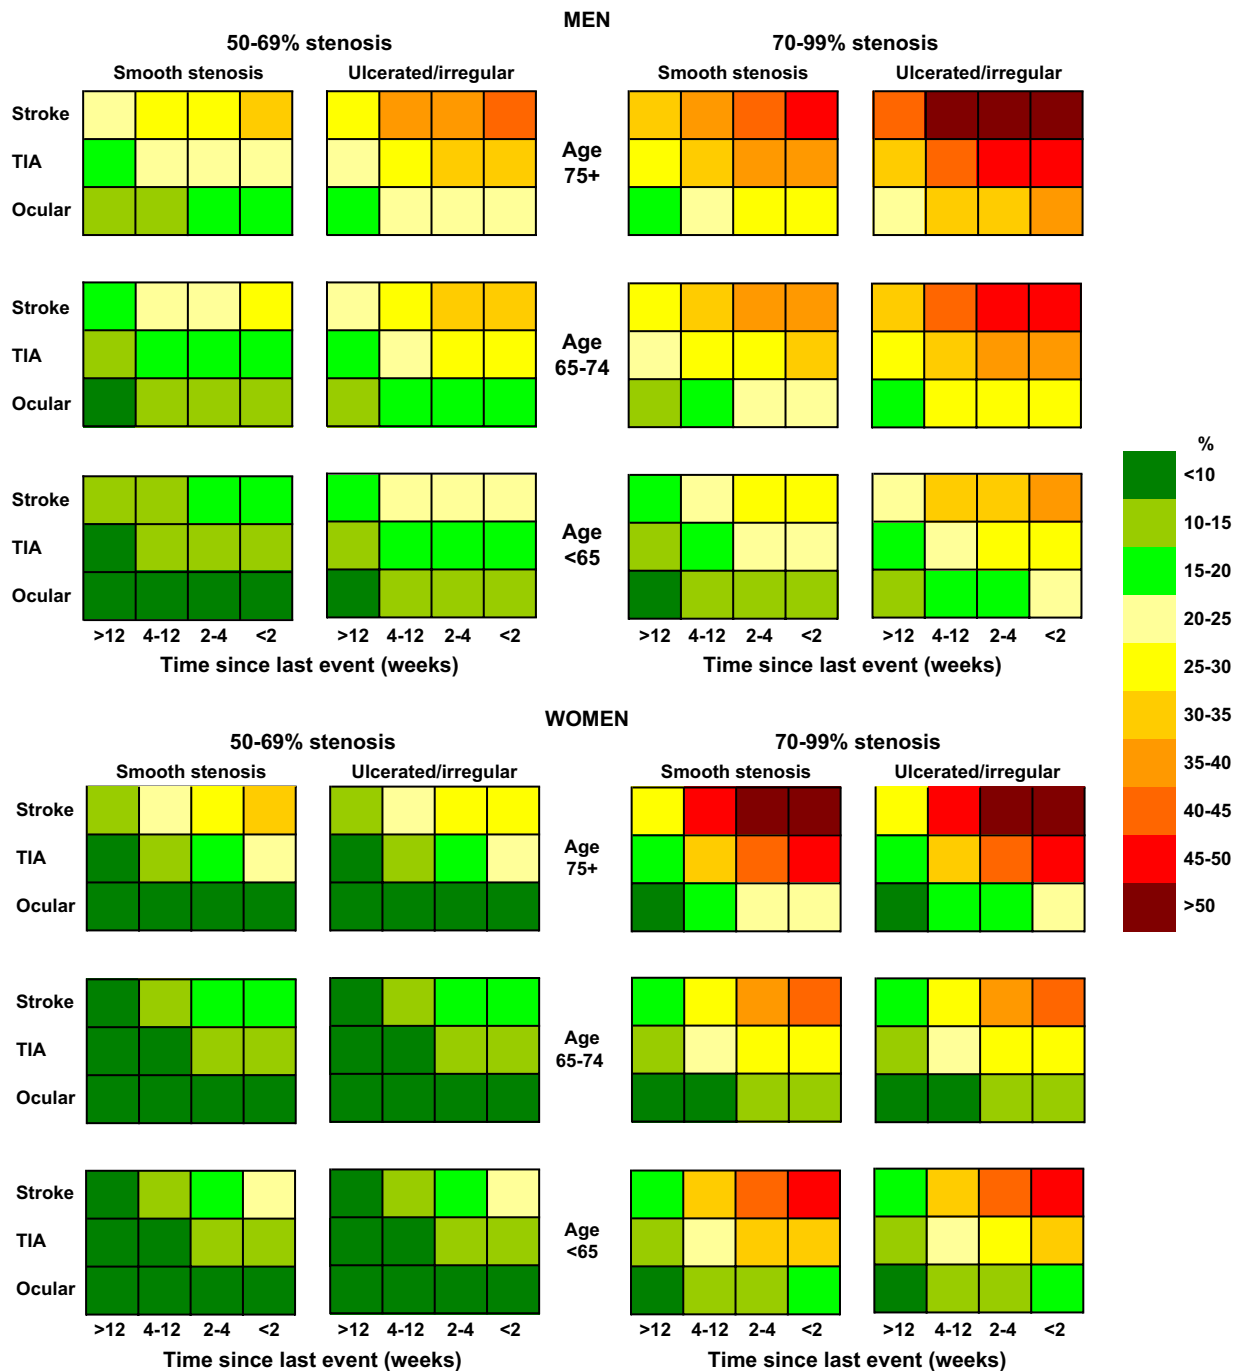 MEN
50-69% stenosis 70-99% stenosis
Smooth stenosis Ulcerated/irregular Smooth stenosis Ulcerated/irregular
Stroke
TIA
Ocular
Age
75+
Stroke
TIA
Ocular
Age
65-74
Stroke
TIA
Ocular
Age
<65
>12 4-12 2-4 <2 >12 4-12 2-4 <2 >12 4-12 2-4 <2 >12 4-12 2-4 <2
Time since last event (weeks) Time since last event (weeks)
%
<10
10-15
15-20
20-25
25-30
30-35
35-40
40-45
45-50
>50
WOMEN
50-69% stenosis 70-99% stenosis
Smooth stenosis Ulcerated/irregular Smooth stenosis Ulcerated/irregular
Stroke
TIA
Ocular
Age
75+
Stroke
TIA
Ocular
Age
65-74
Stroke
TIA
Ocular
Age
<65
>12 4-12 2-4 <2 >12 4-12 2-4 <2 >12 4-12 2-4 <2 >12 4-12 2-4 <2
Time since last event (weeks) Time since last event (weeks)